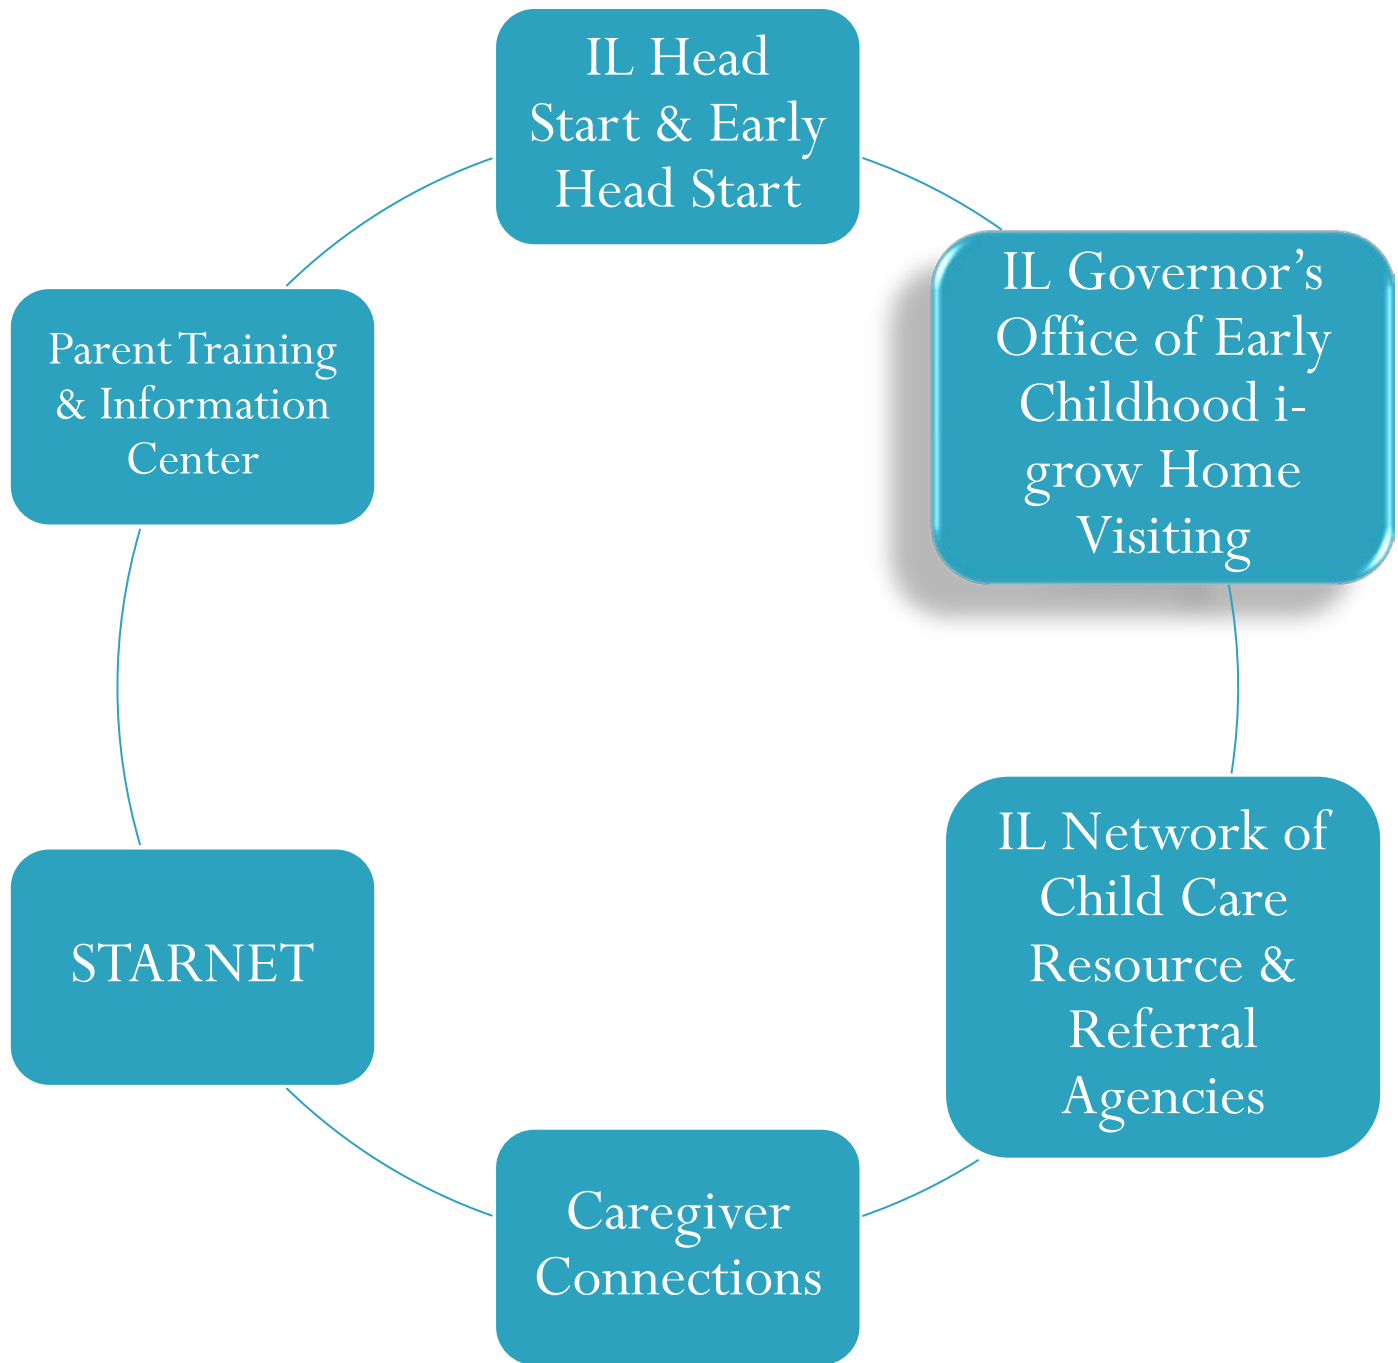 IL Head
Start & Early
Head Start
IL Governor’s
Office of Early
Childhood i-
grow Home
Visiting
IL Network of
Child Care
Resource &
Referral
Agencies
Caregiver
Connections
STARNET
Parent Training
& Information
Center